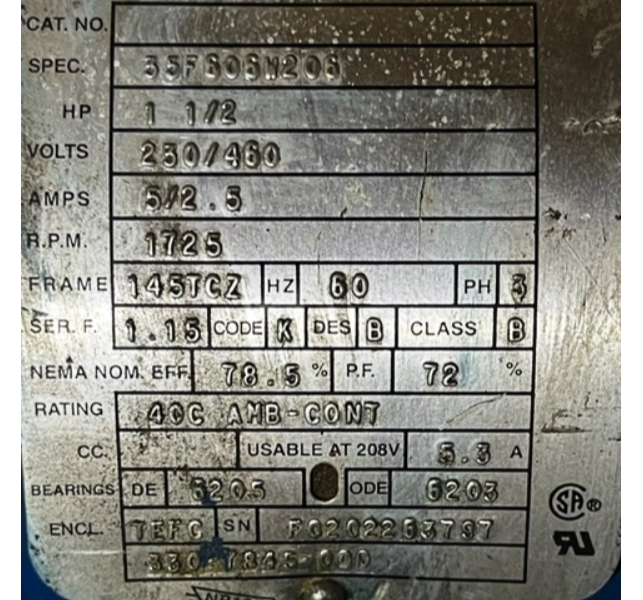 CAT. NO.
SPEC. 35F606N206
HP 1 1/2
VOLTS 230/460
AMPS 5/2.5
R.P.M. 1725
FRAME 145TCZ HZ 60 PH 3
SER. F. 1.15 CODE K DES B CLASS B
NEMA NOM. EFF. 78.5 % P.F. 72 %
RATING 40C AMB-CONT
CC. USABLE AT 208V 5.3 A
BEARINGS DE 6205 ODE 6203
ENCL. TEFC SN F0202263797